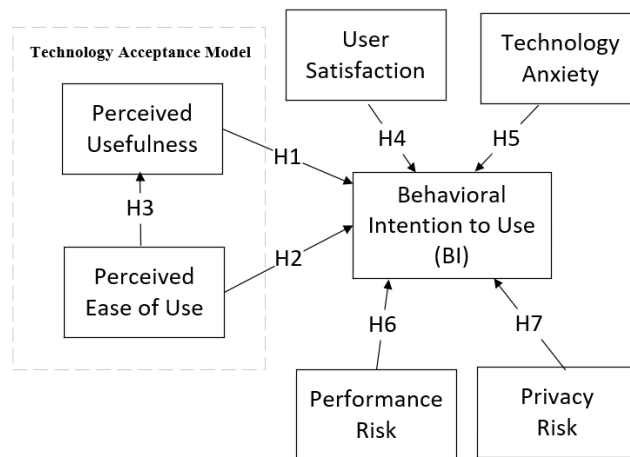 Technology Acceptance Model
User
Satisfaction
Technology
Anxiety
Perceived
Usefulness
H4
H5
H1
H3
Behavioral
Intention to Use
(BI)
H2
Perceived
Ease of Use
H6
H7
Performance
Risk
Privacy
Risk